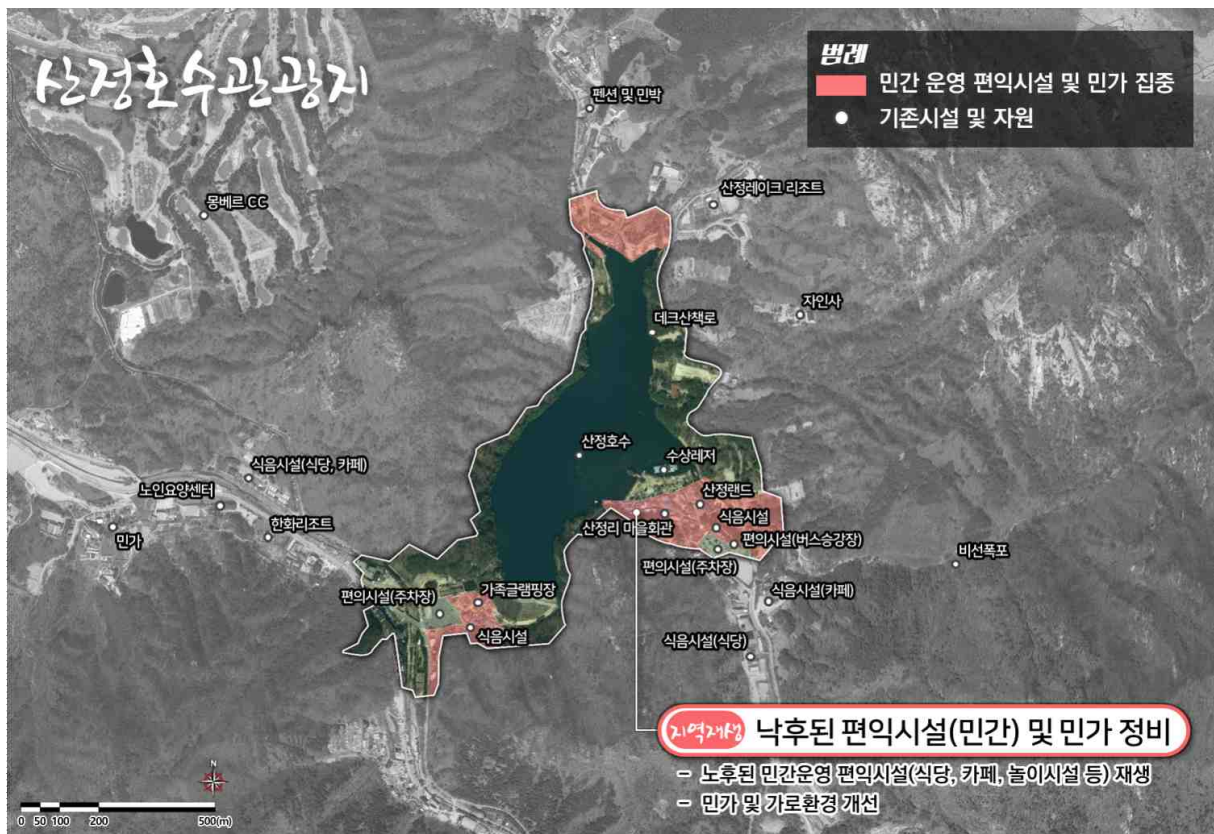 산정호수관광지
범례
민간 운영 편익시설 및 민가 집중
기존시설 및 자원
펜션 및 민박
산정레이크 리조트
몽베르 CC
자인사
데크산책로
산정호수
수상레저
식음시설(식당, 카페)
산정랜드
노인요양센터
식음시설
산정리 마을회관
민가
한화리조트
편의시설(버스승강장)
편의시설(주차장)
비선폭포
가족글램핑장
편의시설(주차장)
식음시설(카페)
식음시설
식음시설(식당)
지역재생 낙후된 편익시설(민간) 및 민가 정비
- 노후된 민간운영 편익시설(식당, 카페, 놀이시설 등) 재생
- 민가 및 가로환경 개선
N
0 50 100 200 500(m)